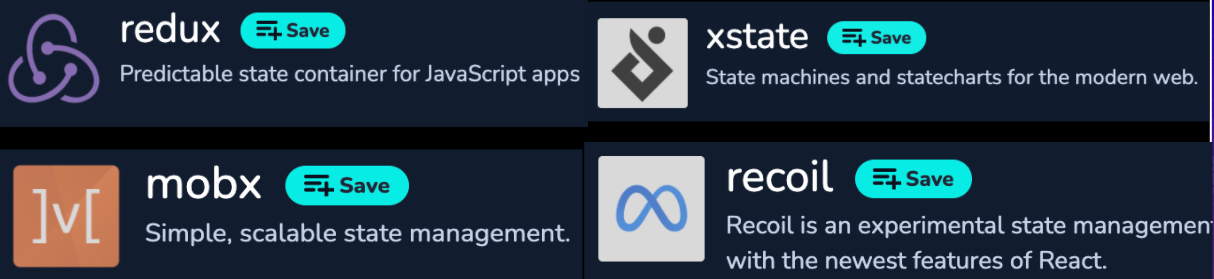 redux
Save
Predictable state container for JavaScript apps
xstate
Save
State machines and statecharts for the modern web.
]v[
mobx
Save
Simple, scalable state management.
recoil
Save
Recoil is an experimental state management
with the newest features of React.